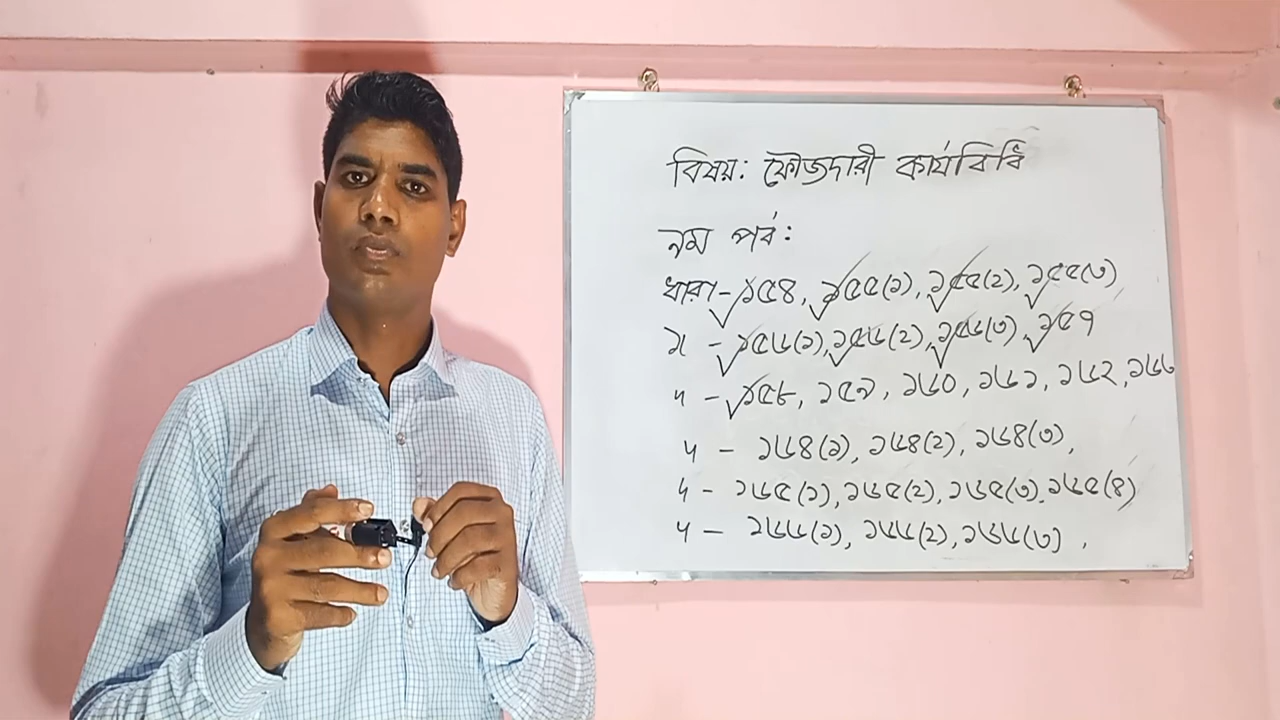 বিষয়: ফৌজদারী কার্যবিধি
নম পর্ব:
ধারা - ১৫৪, ১৫৫(১), ১৫৫(২), ১৫৫(৩)
" - ১৫৬(১), ১৫৬(২), ১৫৬(৩), ১৫৭
" - ১৫৮, ১৫৯, ১৬০, ১৬১, ১৬২, ১৬৩
" - ১৬৪(১), ১৬৪(২), ১৬৪(৩),
" - ১৬৫(১), ১৬৫(২), ১৬৫(৩), ১৬৫(৪)
" - ১৬৬(১), ১৬৬(২), ১৬৬(৩),